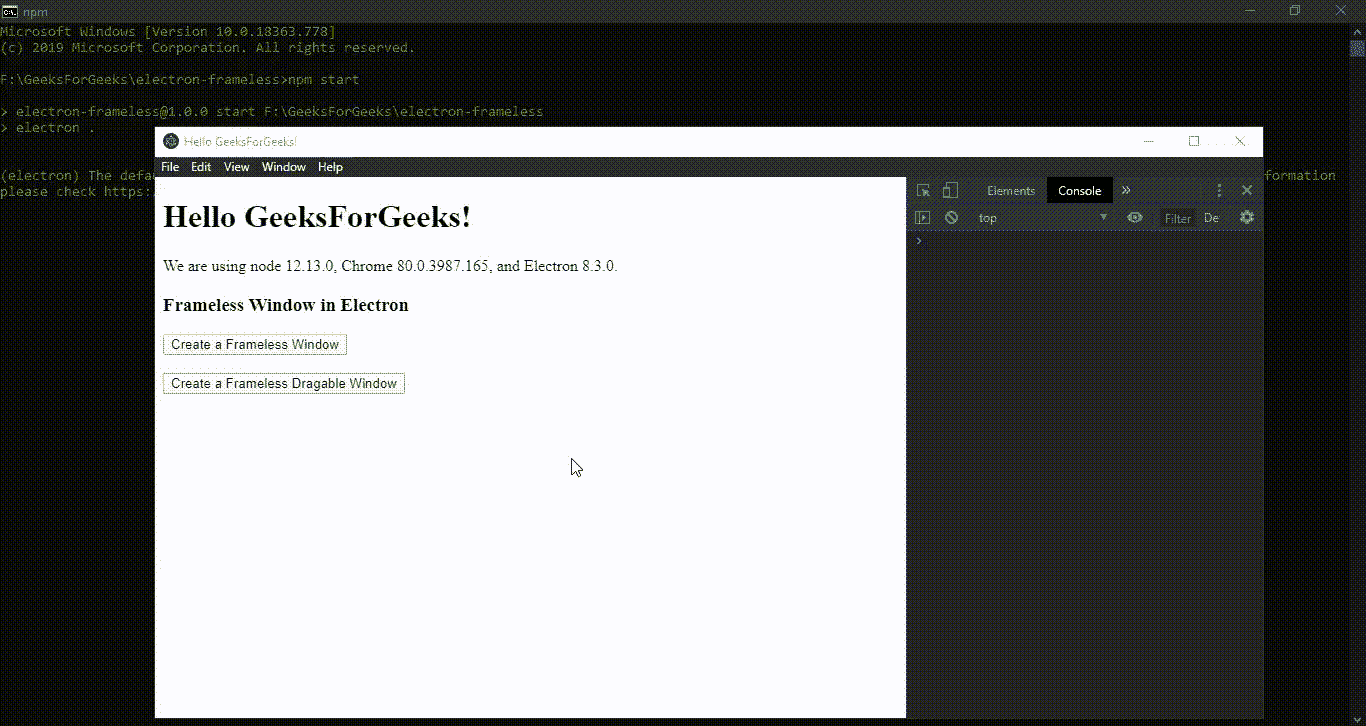 npm
Microsoft Windows [Version 10.0.18363.778]
(c) 2019 Microsoft Corporation. All rights reserved.
F:\GeeksForGeeks\electron-frameless>npm start
> electron-frameless@1.0.0 start F:\GeeksForGeeks\electron-frameless
> electron .
(electron) The defa formation
please check https:
Hello GeeksForGeeks!
File Edit View Window Help
Elements Console »
top Filter De
Hello GeeksForGeeks!
We are using node 12.13.0, Chrome 80.0.3987.165, and Electron 8.3.0.
Frameless Window in Electron
Create a Frameless Window
Create a Frameless Dragable Window